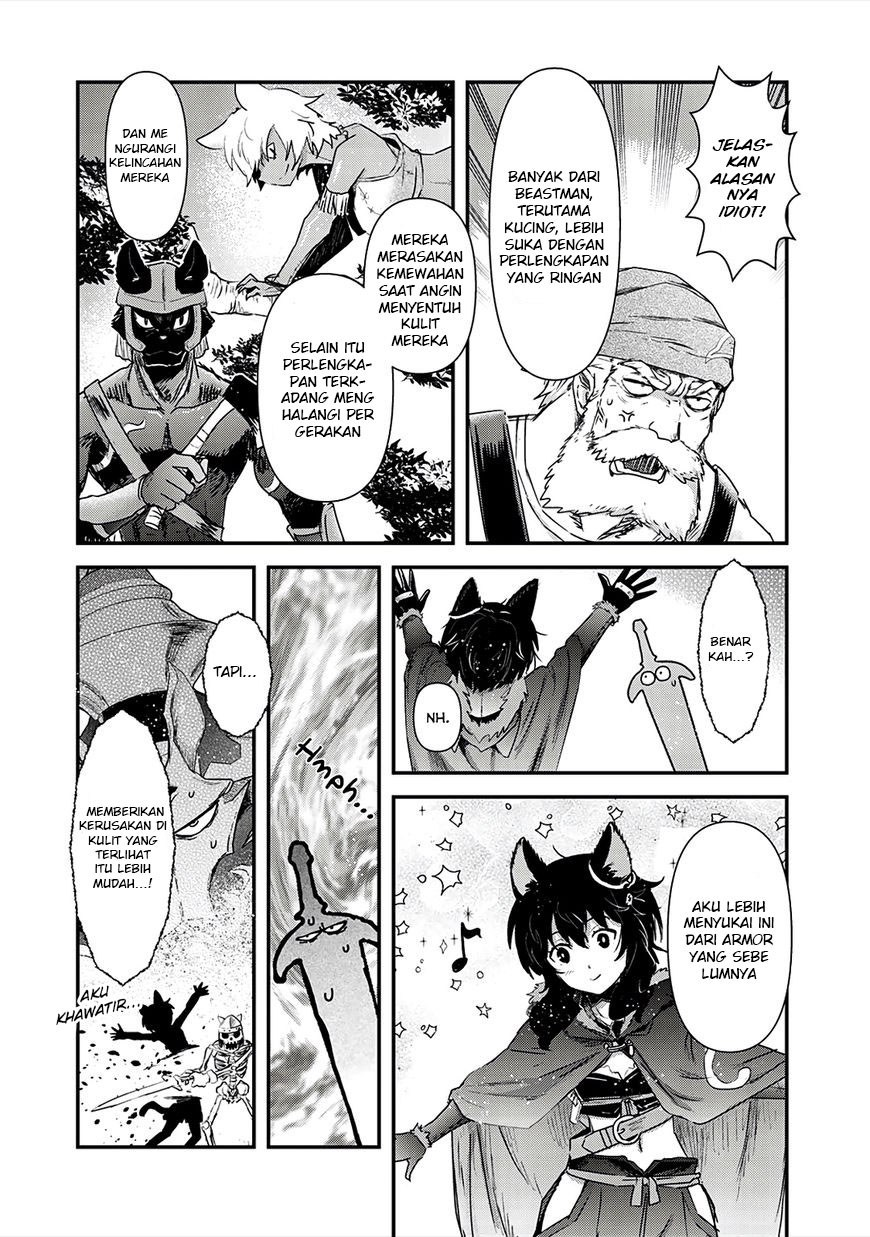 JELAS-
KAN
ALASAN
NYA
IDIOT!
BANYAK DARI
BEASTMAN,
TERUTAMA
KUCING, LEBIH
SUKA DENGAN
PERLENGKAPAN
YANG RINGAN
MEREKA
MERASAKAN
KEMEWAHAN
SAAT ANGIN
MENYENTUH
KULIT
MEREKA
SELAIN ITU
PERLENGKA-
PAN TERK-
ADANG MENG
HALANGI PER
GERAKAN
DAN ME
NGURANGI
KELINCAHAN
MEREKA
BENAR
KAH...?
NH.
AKU LEBIH
MENYUKAI INI
DARI ARMOR
YANG SEBE
LUMNYA
Hmph...
TAPI...
MEMBERIKAN
KERUSAKAN DI
KULIT YANG
TERLIHAT
ITU LEBIH
MUDAH...!
AKU
KHAWATIR...